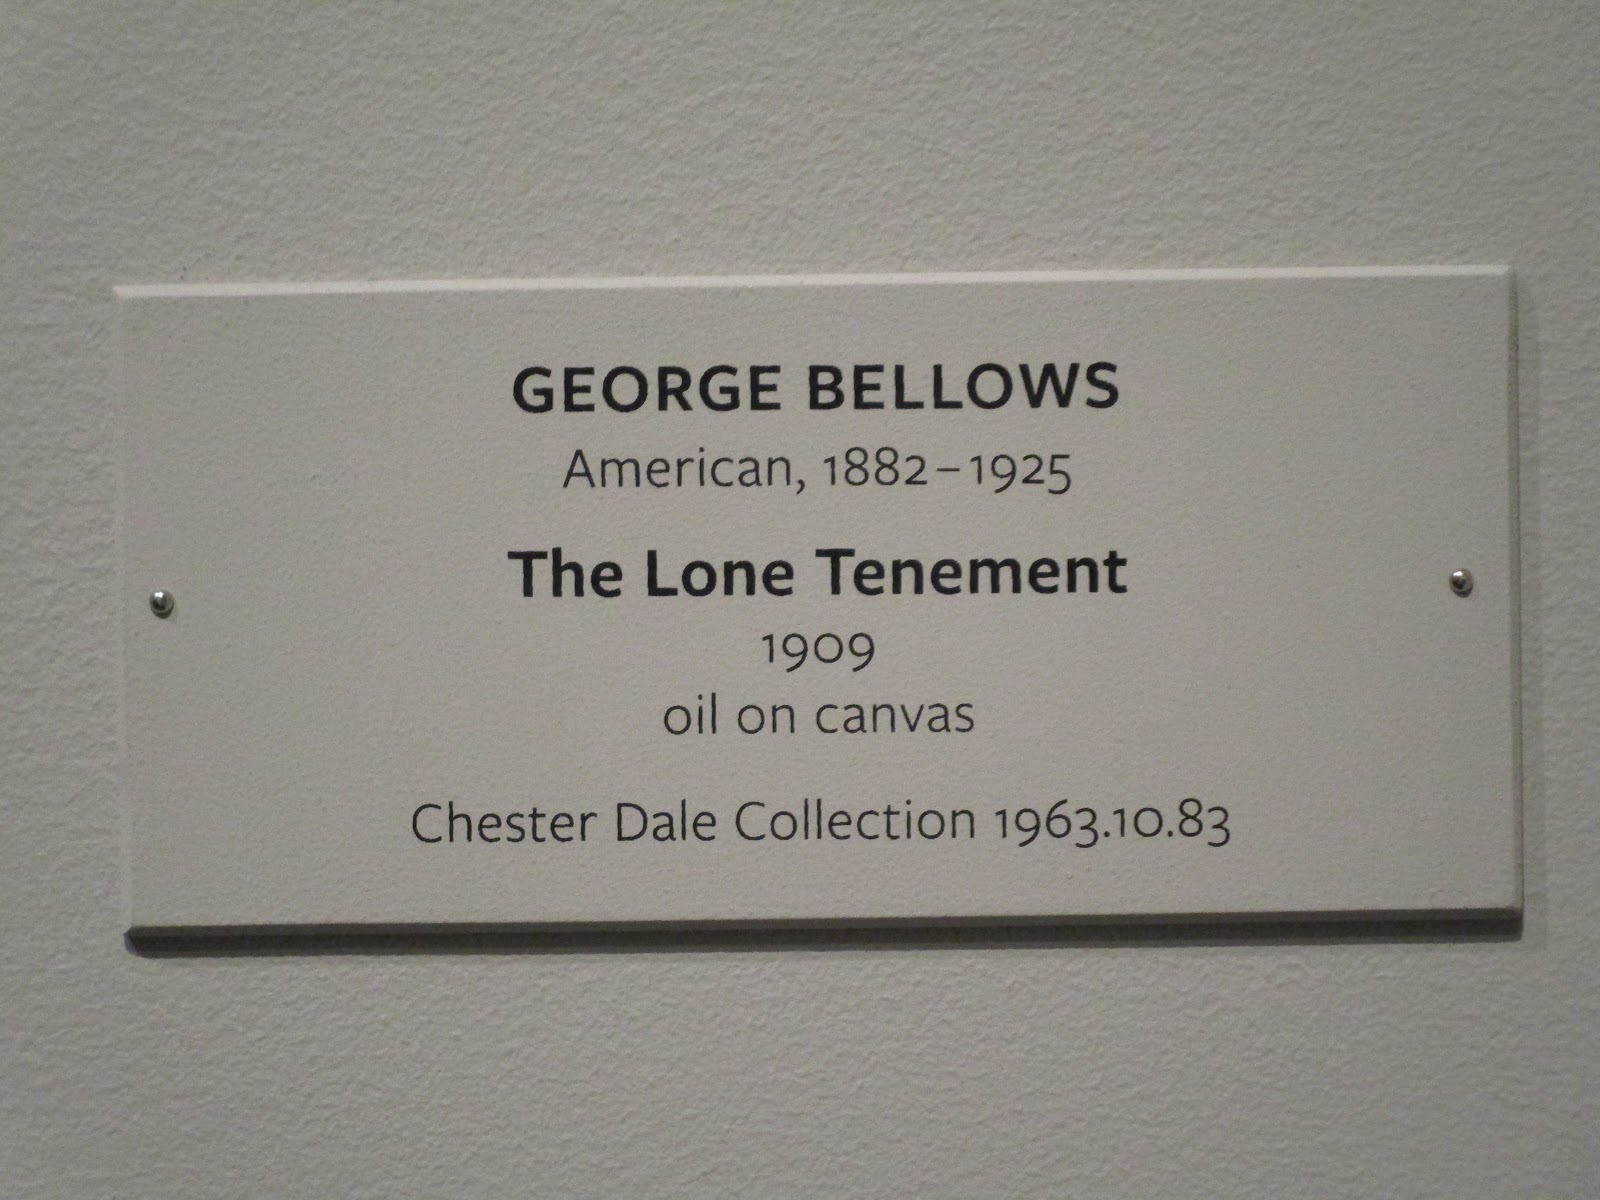 GEORGE BELLOWS
American, 1882–1925
The Lone Tenement
1909
oil on canvas
Chester Dale Collection 1963.10.83